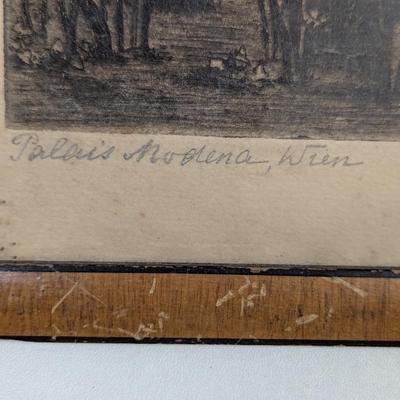 Palais Modena, Wien